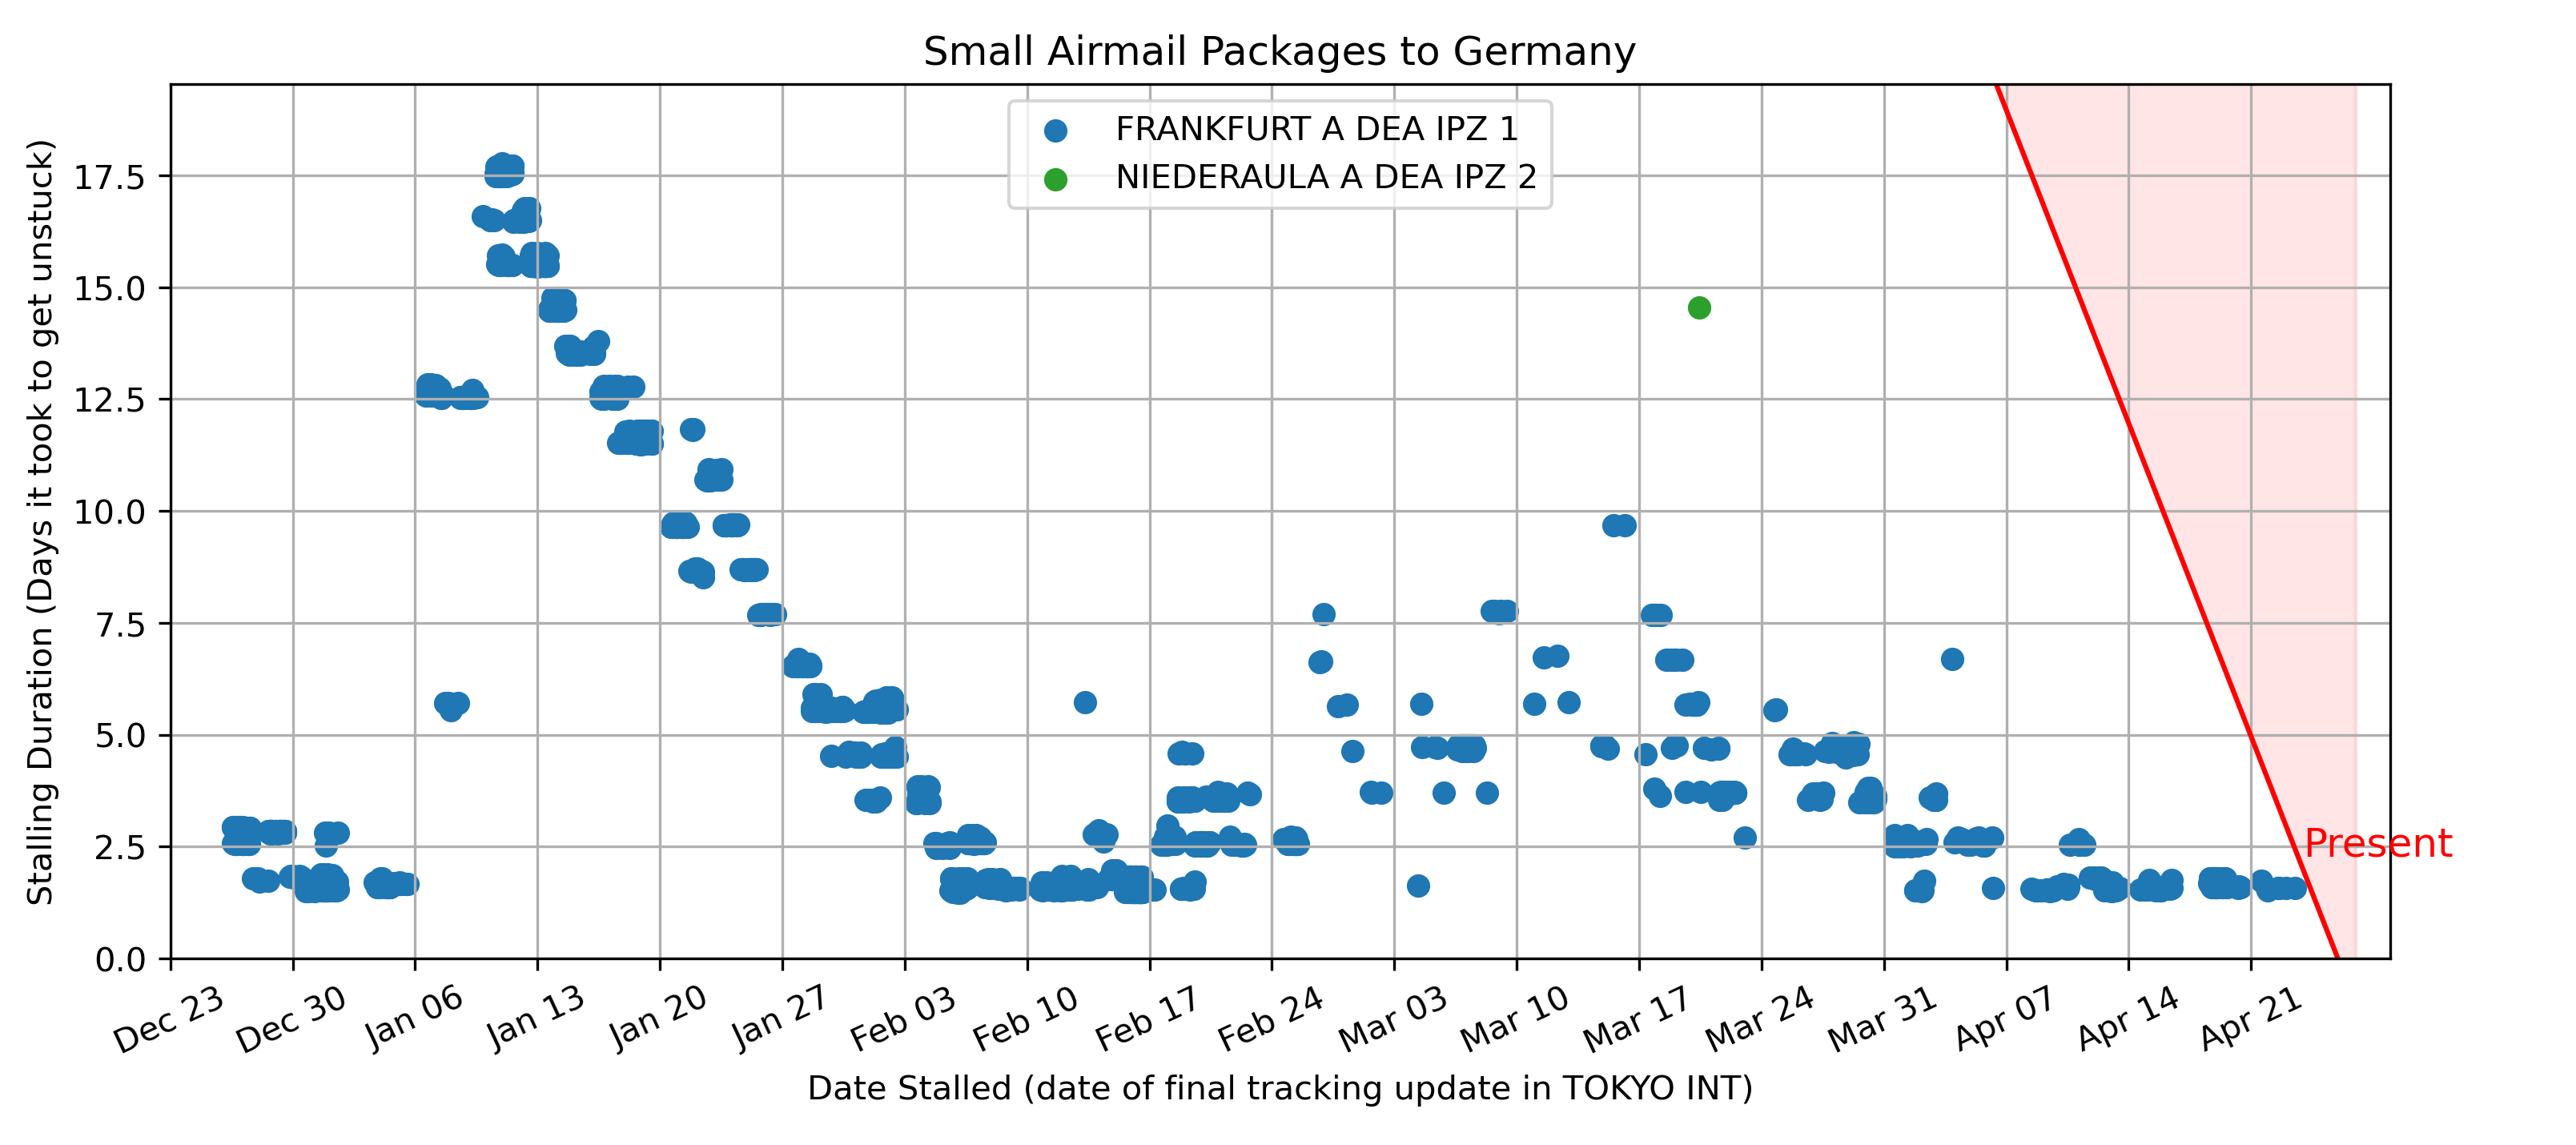 Small Airmail Packages to Germany
FRANKFURT A DEA IPZ 1
NIEDERAULA A DEA IPZ 2
Stalling Duration (Days it took to get unstuck)
17.5
15.0
12.5
10.0
7.5
5.0
2.5
0.0
Present
Dec 23
Dec 30
Jan 06
Jan 13
Jan 20
Jan 27
Feb 03
Feb 10
Feb 17
Feb 24
Mar 03
Mar 10
Mar 17
Mar 24
Mar 31
Apr 07
Apr 14
Apr 21
Date Stalled (date of final tracking update in TOKYO INT)